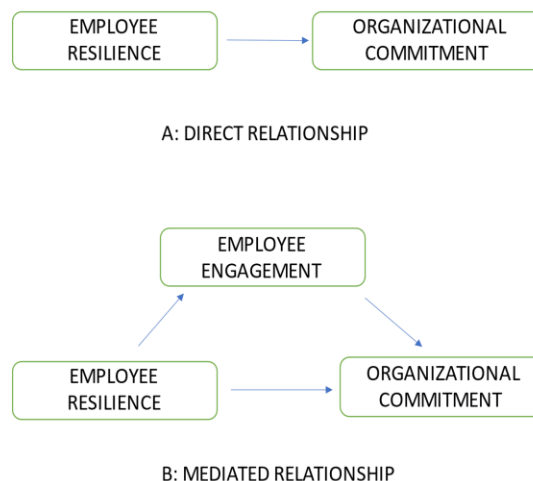 EMPLOYEE
RESILIENCE
ORGANIZATIONAL
COMMITMENT
A: DIRECT RELATIONSHIP
EMPLOYEE
ENGAGEMENT
EMPLOYEE
RESILIENCE
ORGANIZATIONAL
COMMITMENT
B: MEDIATED RELATIONSHIP